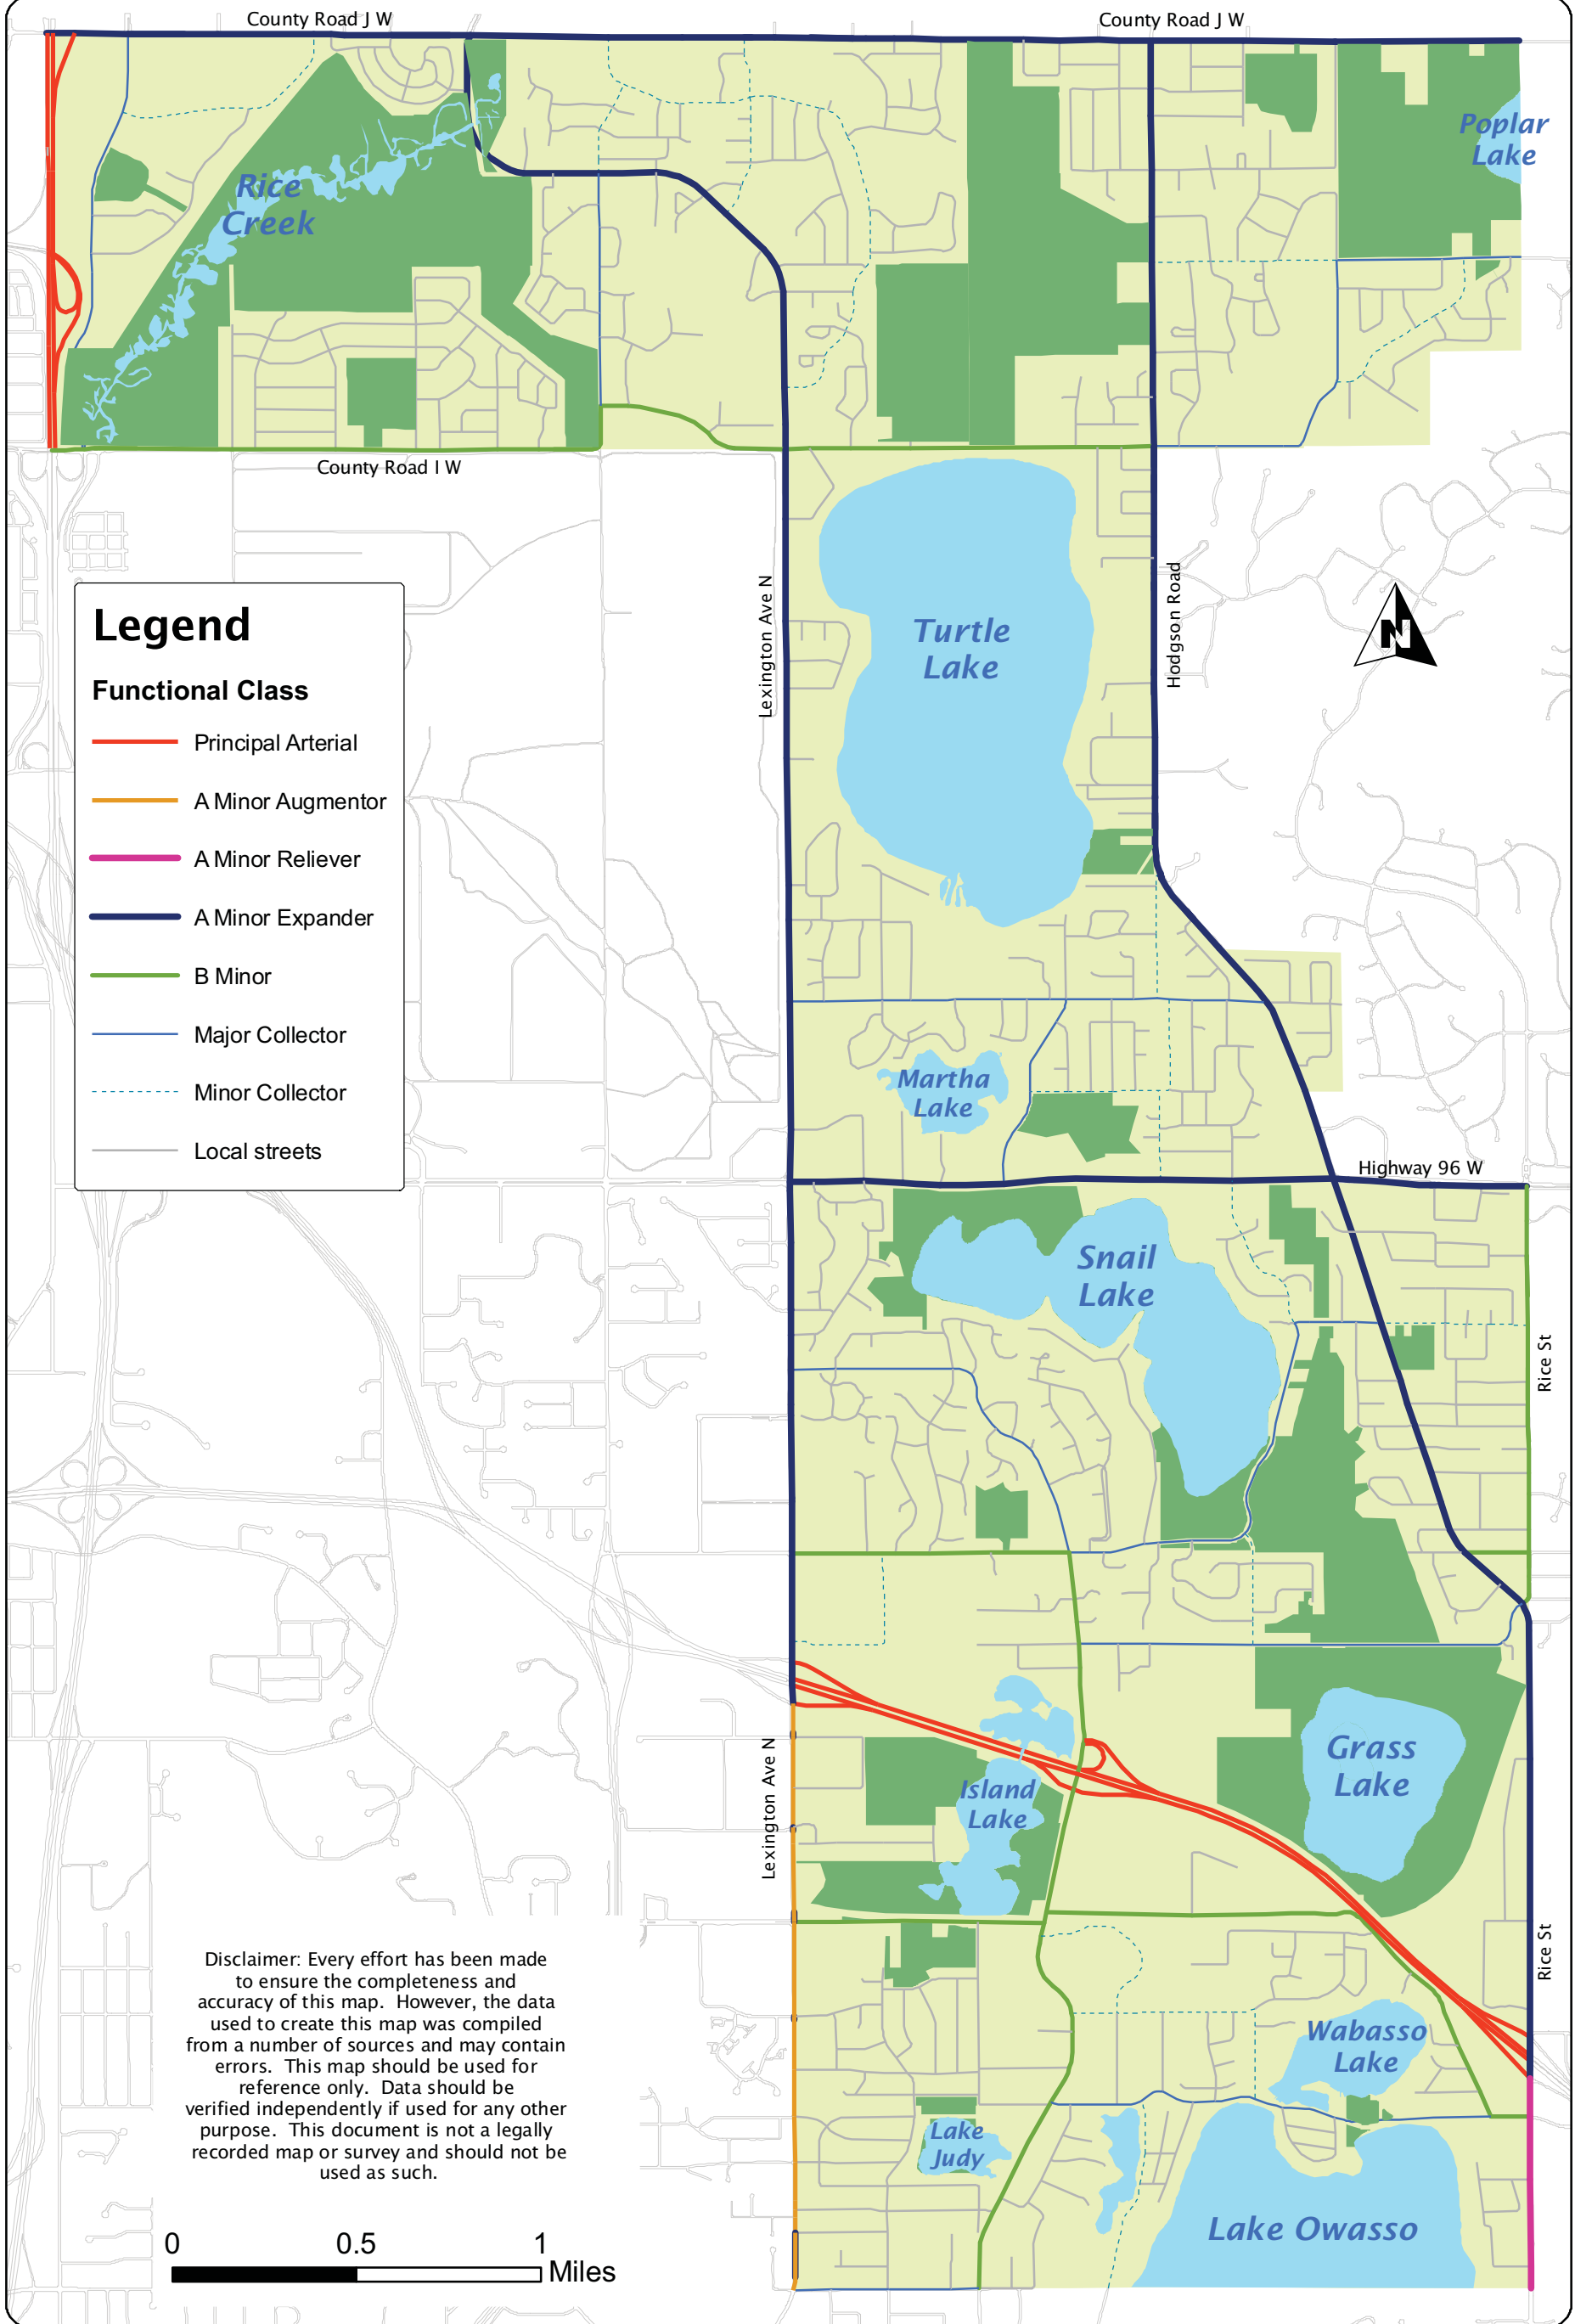 County Road J W
County Road J W
Poplar
Lake
Rice
Creek
County Road I W
Lexington Ave N
Hodgson Road
Turtle
Lake
N
Legend
Functional Class
Principal Arterial
A Minor Augmentor
A Minor Reliever
A Minor Expander
B Minor
Major Collector
Minor Collector
Local streets
Martha
Lake
Highway 96 W
Snail
Lake
Rice St
Grass
Lake
Island
Lake
Lexington Ave N
Rice St
Disclaimer: Every effort has been made
to ensure the completeness and
accuracy of this map. However, the data
used to create this map was compiled
from a number of sources and may contain
errors. This map should be used for
reference only. Data should be
verified independently if used for any other
purpose. This document is not a legally
recorded map or survey and should not be
used as such.
Wabasso
Lake
Lake
Judy
Lake Owasso
0 0.5 1
Miles